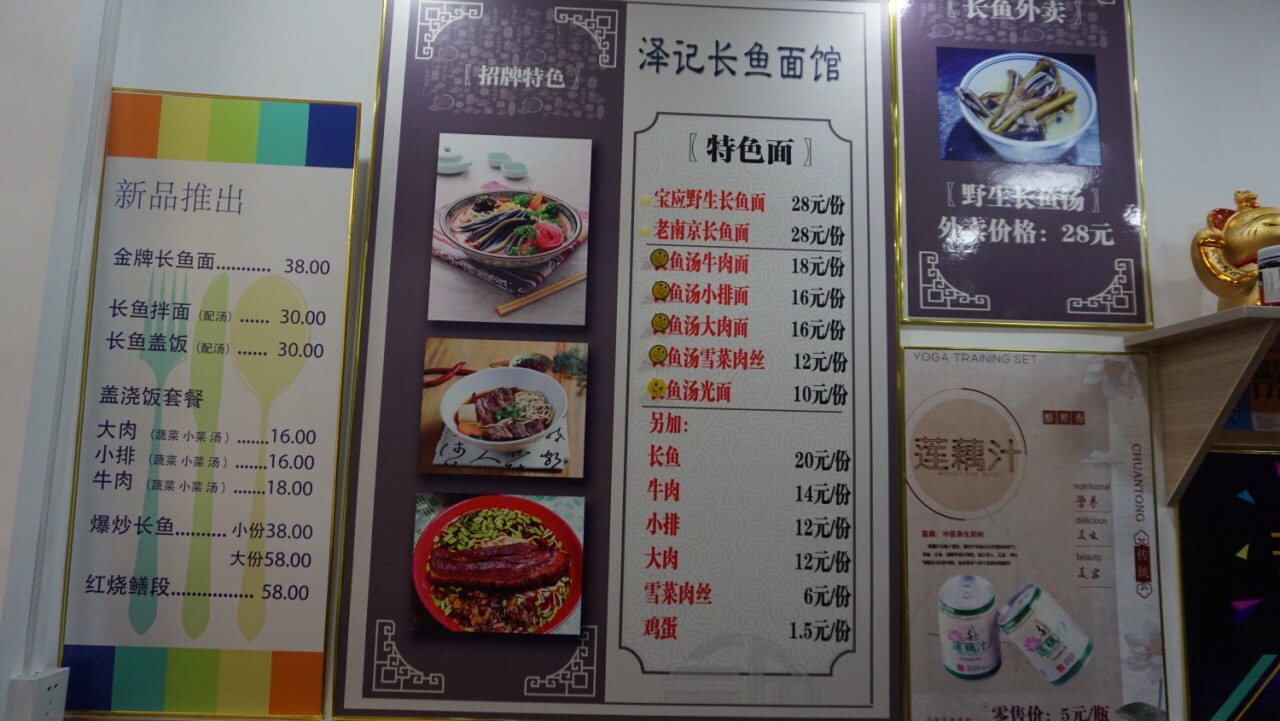 新品推出
金牌长鱼面........... 38.00
长鱼拌面（配汤）...... 30.00
长鱼盖饭（配汤）...... 30.00
盖浇饭套餐
大肉（蔬菜 小菜 汤）.......16.00
小排（蔬菜 小菜 汤）.......16.00
牛肉（蔬菜 小菜 汤）.......18.00
爆炒长鱼.......... 小份38.00
大份58.00
红烧鳝段................. 58.00
〖招牌特色〗
泽记长鱼面馆
〖特色面〗
宝应野生长鱼面 28元/份
老南京长鱼面 28元/份
鱼汤牛肉面 18元/份
鱼汤小排面 16元/份
鱼汤大肉面 16元/份
鱼汤雪菜肉丝 12元/份
鱼汤光面 10元/份
另加:
长鱼 20元/份
牛肉 14元/份
小排 12元/份
大肉 12元/份
雪菜肉丝 6元/份
鸡蛋 1.5元/份
〖长鱼外卖〗
〖野生长鱼汤〗
外卖价格：28元
YOGA TRAINING SET
莲藕汁
CHUANTONG
传统
nutritional
营养
delicious
美味
beauty
美容
莲藕汁
莲藕汁
零售价：5元/瓶